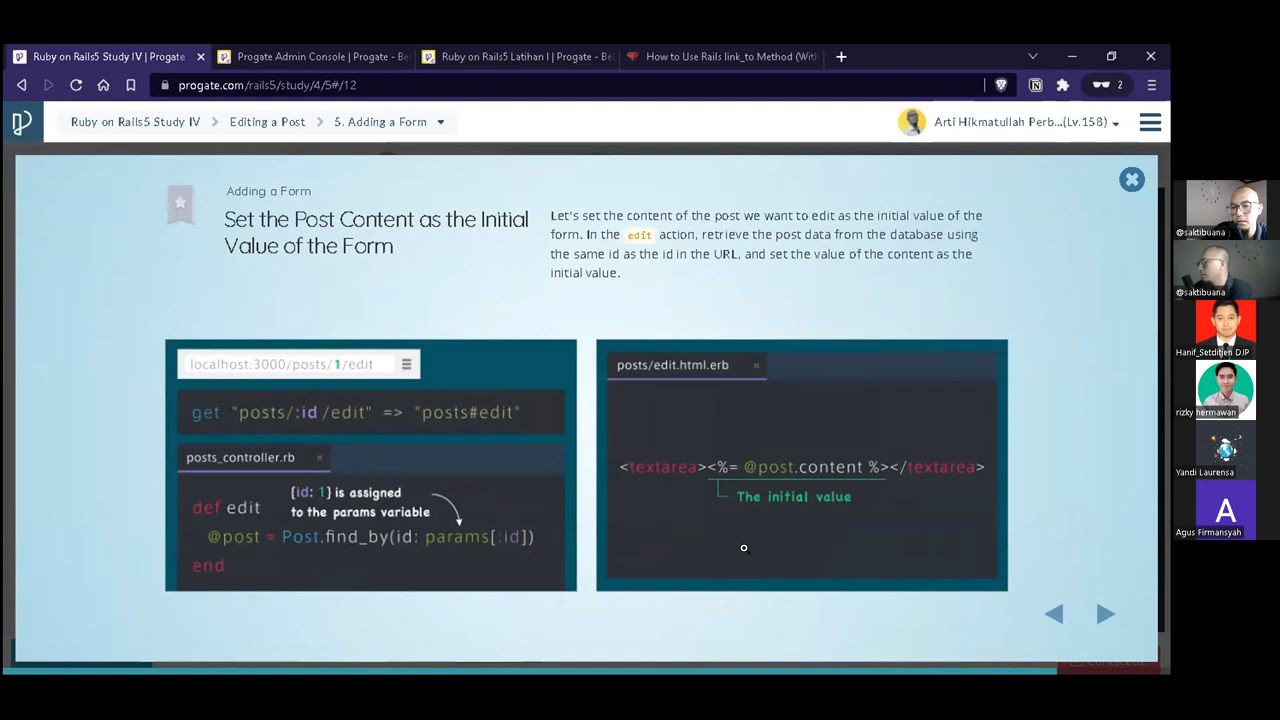 Ruby on Rails5 Study IV | Progate
Progate Admin Console | Progate - Be
Ruby on Rails5 Latihan I | Progate - Be
How to Use Rails link_to Method (With
progate.com/rails5/study/4/5#/12
2
Ruby on Rails5 Study IV
Editing a Post
5. Adding a Form
Arti Hikmatullah Perb...(Lv.158)
Adding a Form
Set the Post Content as the Initial
Value of the Form
Let's set the content of the post we want to edit as the initial value of the
form. In the edit action, retrieve the post data from the database using
the same id as the id in the URL, and set the value of the content as the
initial value.
localhost:3000/posts/1/edit
get "posts/:id/edit" => "posts#edit"
posts_controller.rb
def edit
{id: 1} is assigned
to the params variable
@post = Post.find_by(id: params[:id])
end
posts/edit.html.erb
<textarea><%= @post.content %></textarea>
The initial value
Contact us
@saktibuana
@saktibuana
Hanif_Setditjen DJP
rizky hermawan
Yandi Laurensa
A
Agus Firmansyah